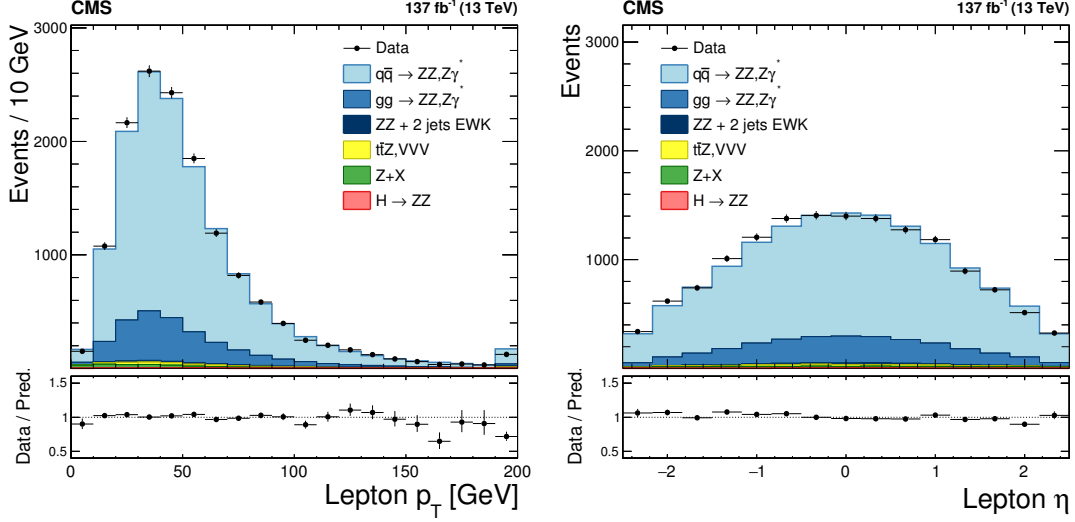 CMS 137 fb⁻¹ (13 TeV)
Events / 10 GeV
3000
2000
1000
Data
qq̅ → ZZ,Zγ*
gg → ZZ,Zγ*
ZZ + 2 jets EWK
tt̅Z,VVV
Z+X
H → ZZ
Data / Pred.
1.5
1
0.5
0 50 100 150 200
Lepton p_T [GeV]
CMS 137 fb⁻¹ (13 TeV)
Events
3000
2000
1000
Data
qq̅ → ZZ,Zγ*
gg → ZZ,Zγ*
ZZ + 2 jets EWK
tt̅Z,VVV
Z+X
H → ZZ
Data / Pred.
1.5
1
0.5
−2 −1 0 1 2
Lepton η